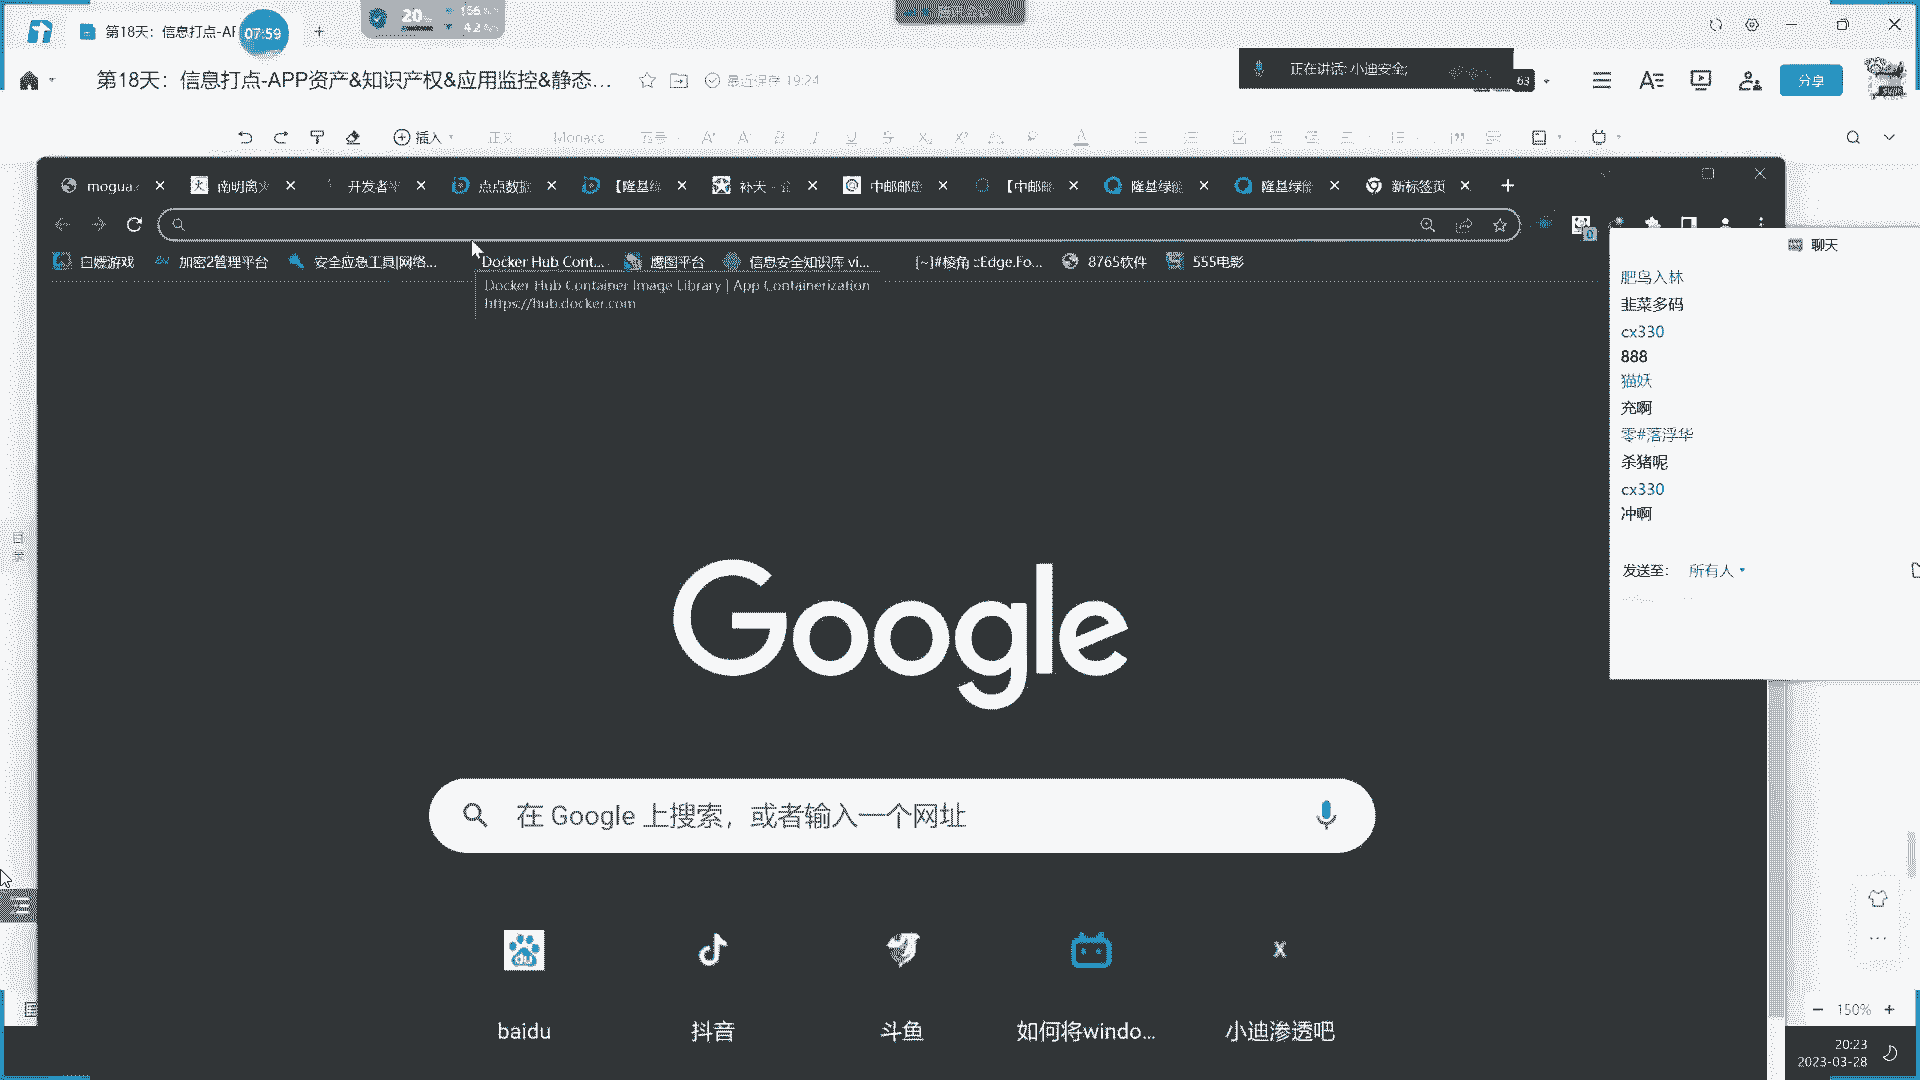 第18天：信息打点-AF
07:59
20
第18天：信息打点-APP资产&知识产权&应用监控&静态...
最近保存 19:24
正在讲话: 小迪安全;
63
分享
插入
正文
Monaco
五号
mogua.
南明离火
开发者平
点点数据
【隆基绿
补天 -
中邮邮惠
【中邮邮
隆基绿能
隆基绿能
新标签页
白嫖游戏
加密2管理平台
安全应急工具|网络...
Docker Hub Cont...
鹰图平台
信息安全知识库 vi...
[~]#棱角 ::Edge.Fo...
8765软件
555电影
Docker Hub Container Image Library | App Containerization
https://hub.docker.com
聊天
肥鸟入林
韭菜多码
cx330
888
猫妖
充啊
零#落浮华
杀猪呢
cx330
冲啊
发送至：
所有人
目录
Google
在 Google 上搜索，或者输入一个网址
baidu
抖音
斗鱼
如何将windo...
小迪渗透吧
150%
20:23
2023-03-28